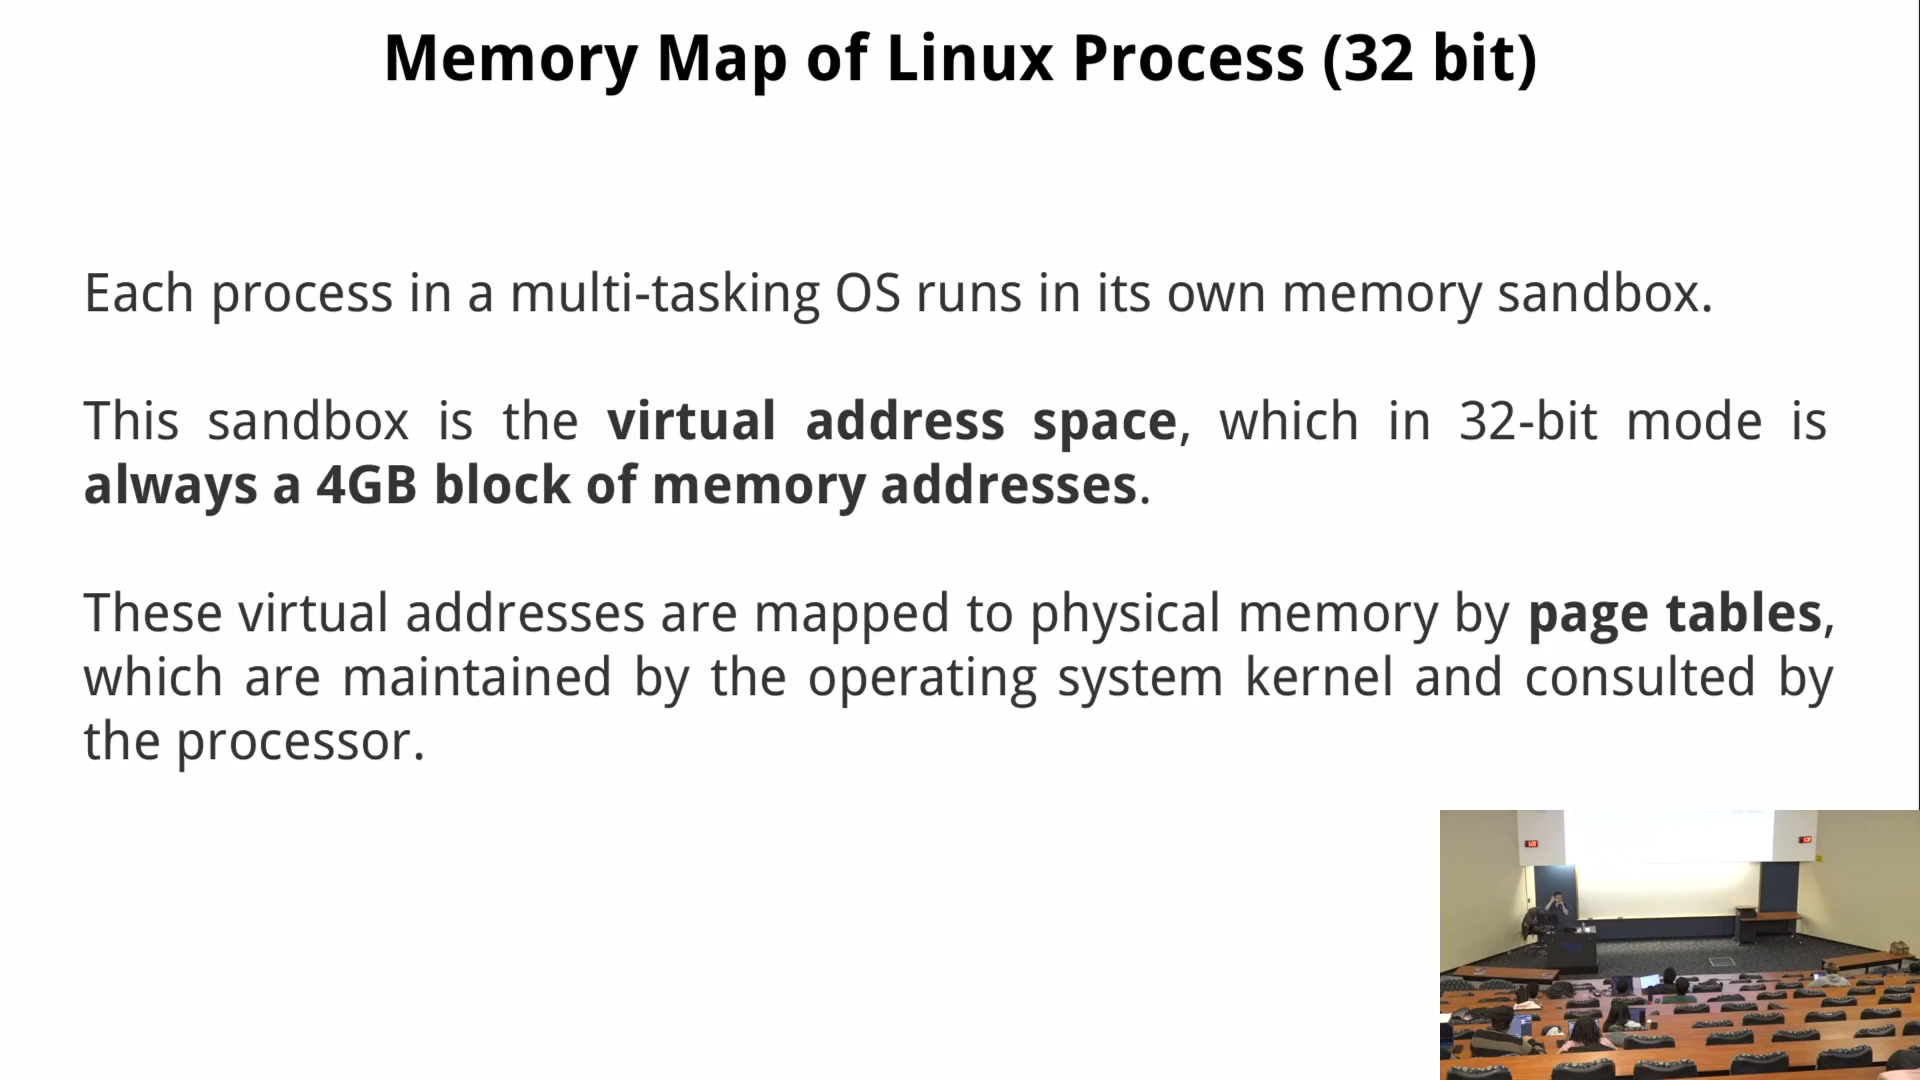 Memory Map of Linux Process (32 bit)
Each process in a multi-tasking OS runs in its own memory sandbox.
This sandbox is the virtual address space, which in 32-bit mode is
always a 4GB block of memory addresses.
These virtual addresses are mapped to physical memory by page tables,
which are maintained by the operating system kernel and consulted by
the processor.